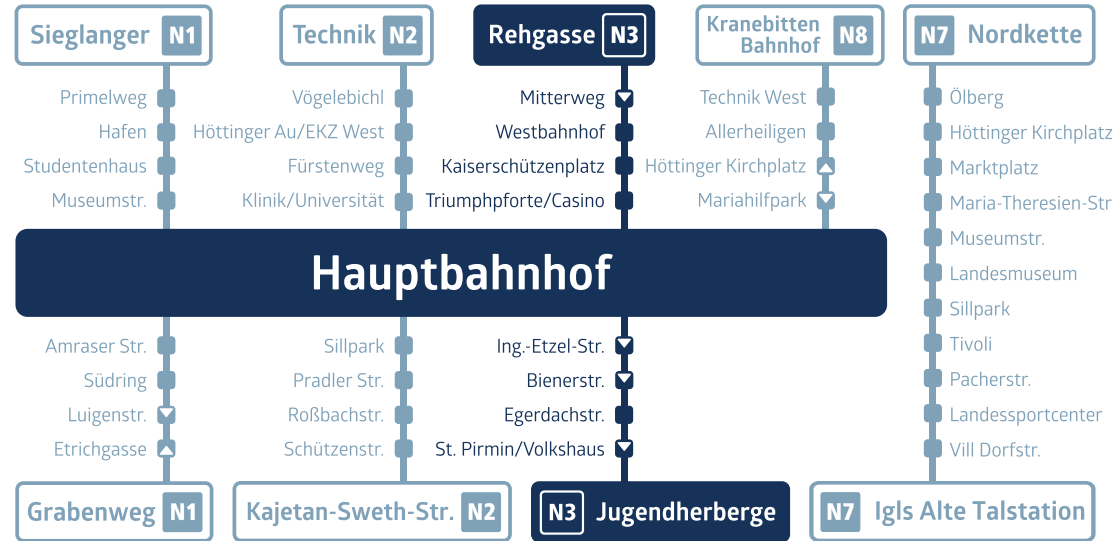 Sieglanger N1
Primelweg
Hafen
Studentenhaus
Museumstr.
Technik N2
Vögelebichl
Höttinger Au/EKZ West
Fürstenweg
Klinik/Universität
Rehgasse N3
Mitterweg
Westbahnhof
Kaiserschützenplatz
Triumphpforte/Casino
Kranebitten
Bahnhof N8
Technik West
Allerheiligen
Höttinger Kirchplatz
Mariahilfpark
Hauptbahnhof
Amraser Str.
Südring
Luigenstr.
Etrichgasse
Grabenweg N1
Sillpark
Pradler Str.
Roßbachstr.
Schützenstr.
Kajetan-Sweth-Str. N2
Ing.-Etzel-Str.
Bienerstr.
Egerdachstr.
St. Pirmin/Volkshaus
N3 Jugendherberge
N7 Nordkette
Ölberg
Höttinger Kirchplatz
Marktplatz
Maria-Theresien-Str
Museumstr.
Landesmuseum
Sillpark
Tivoli
Pacherstr.
Landessportcenter
Vill Dorfstr.
N7 Igls Alte Talstation